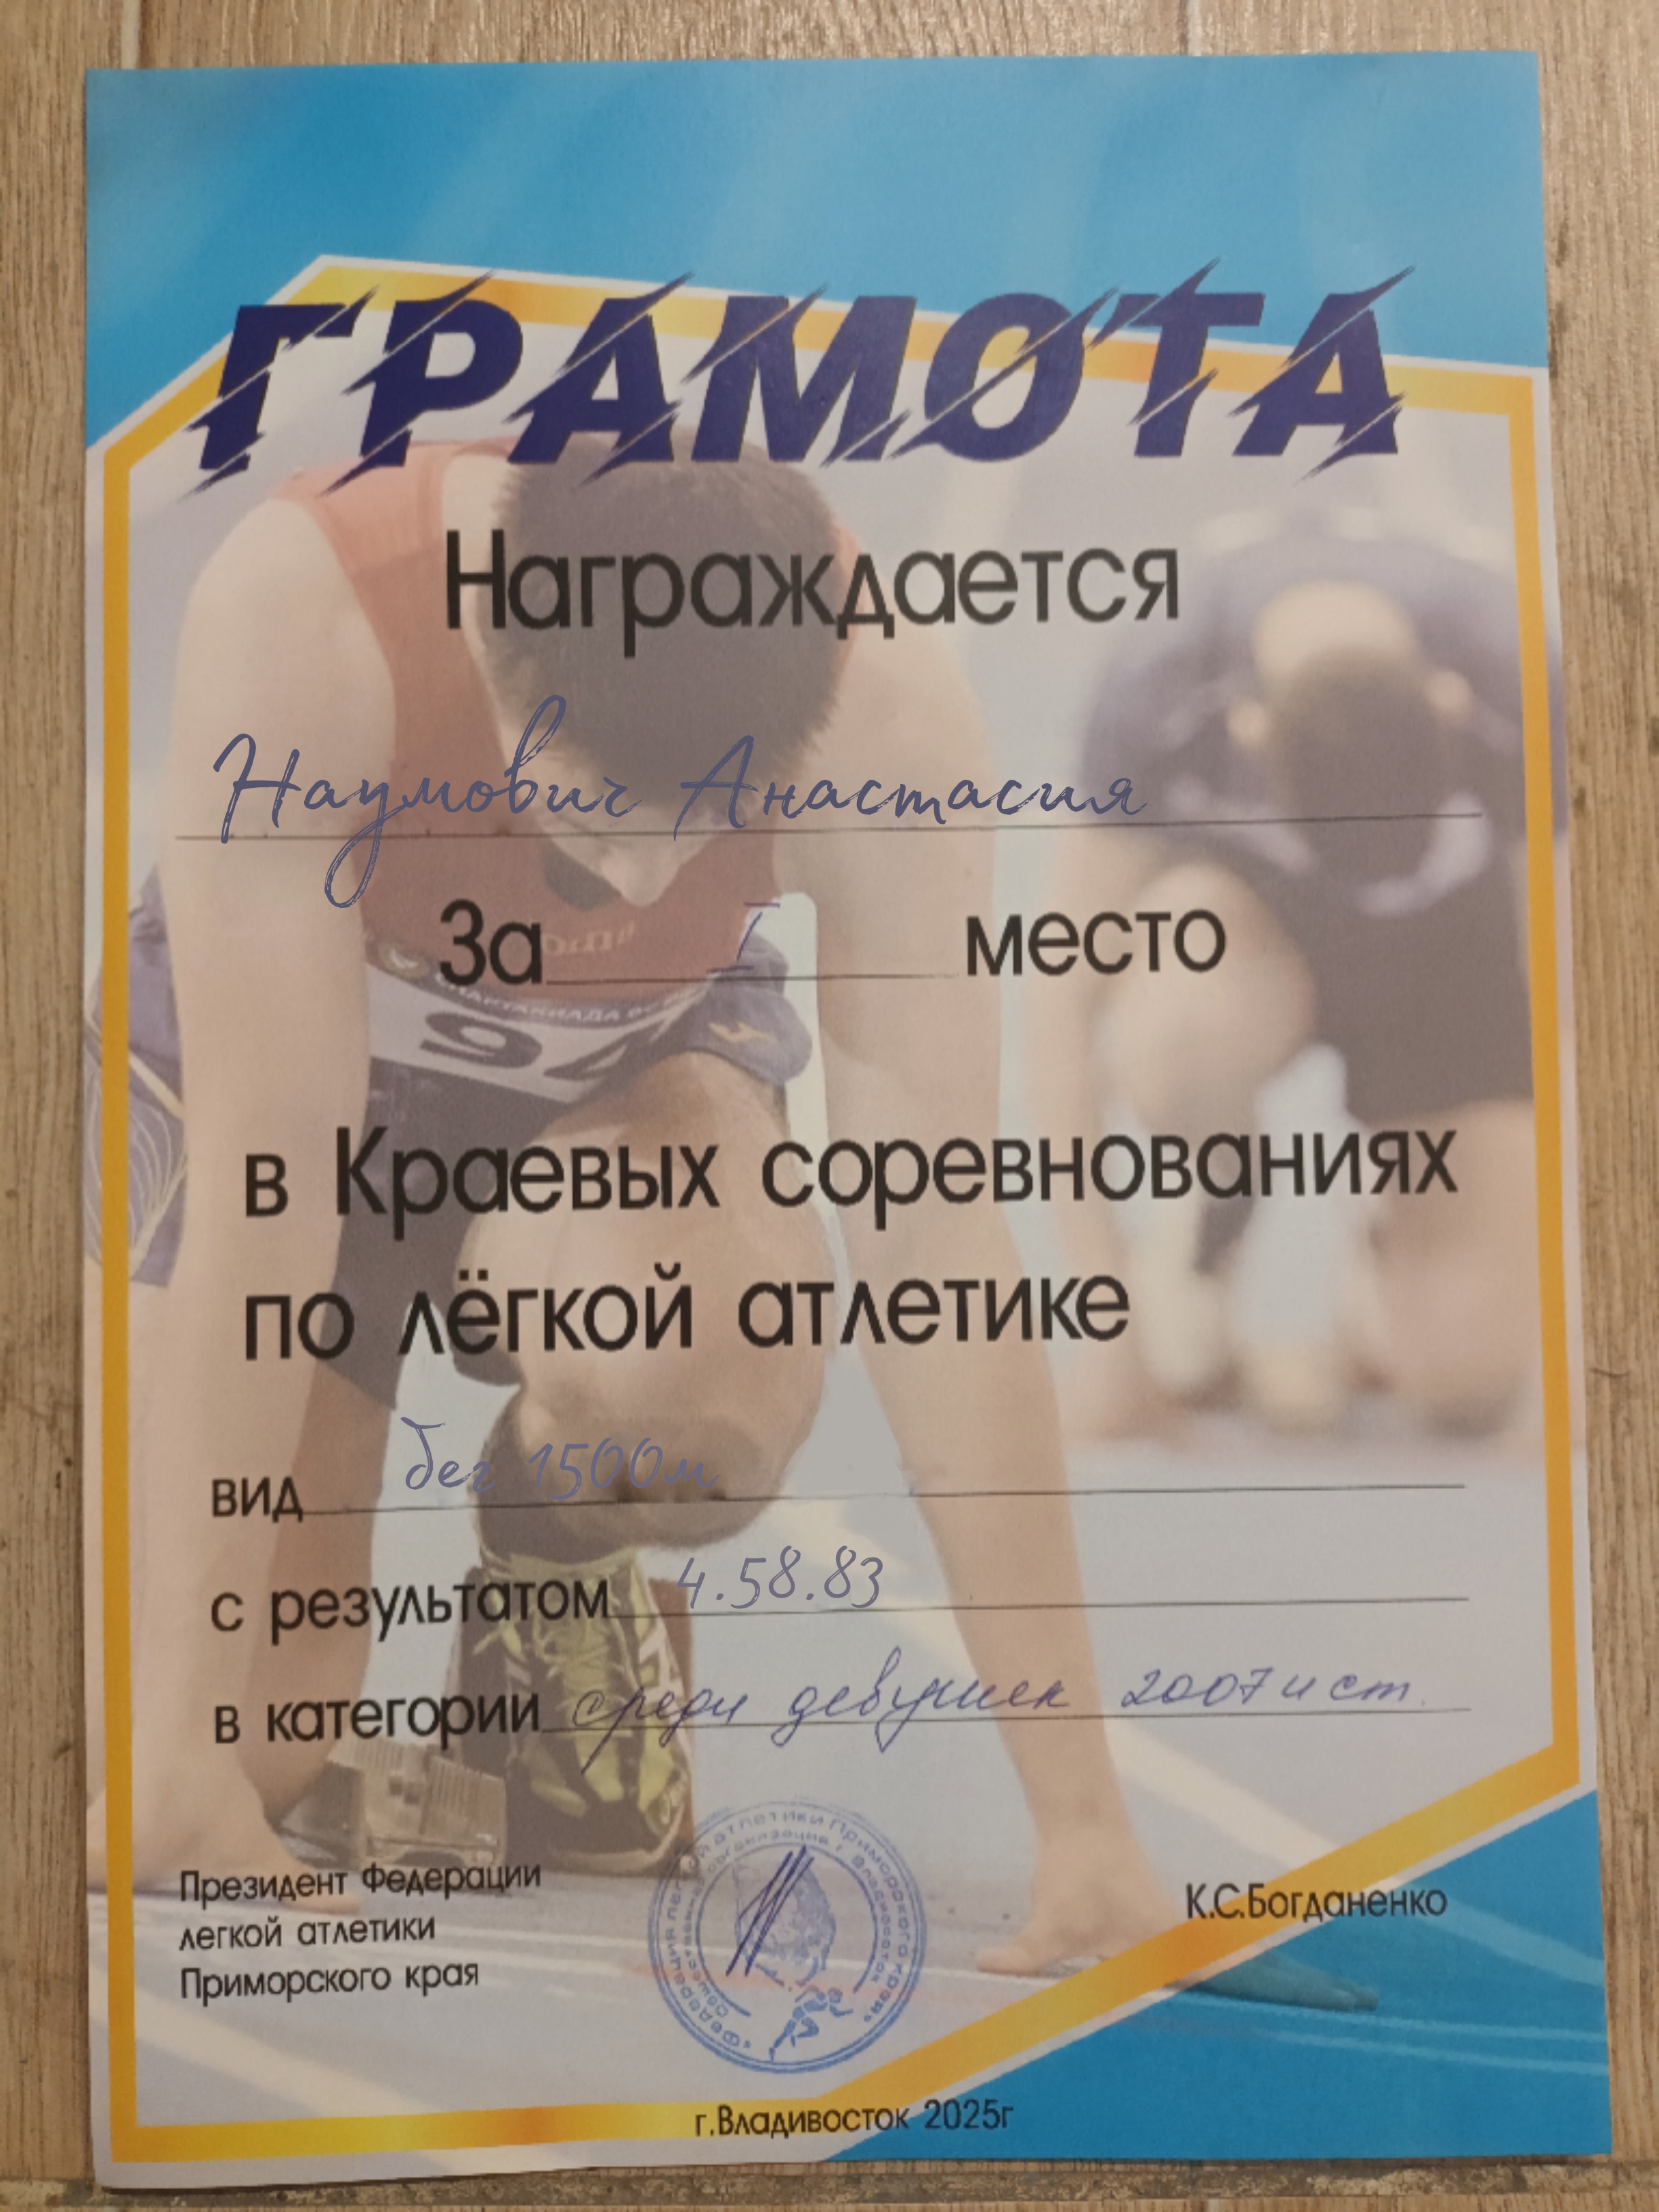 ГРАМОТА
Награждается
Наумович Анастасия
За I место
в Краевых соревнованиях
по лёгкой атлетике
вид бег 1500м
с результатом 4.58.83
в категории среди девушек 2007 и ст.
Президент Федерации
легкой атлетики
Приморского края
К.С.Богданенко
г.Владивосток 2025г